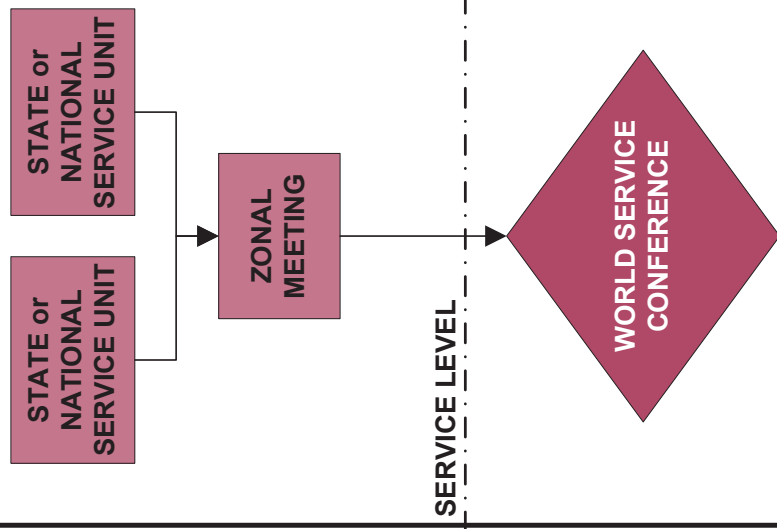 STATE or
NATIONAL
SERVICE UNIT
STATE or
NATIONAL
SERVICE UNIT
ZONAL
MEETING
SERVICE LEVEL
WORLD SERVICE
CONFERENCE